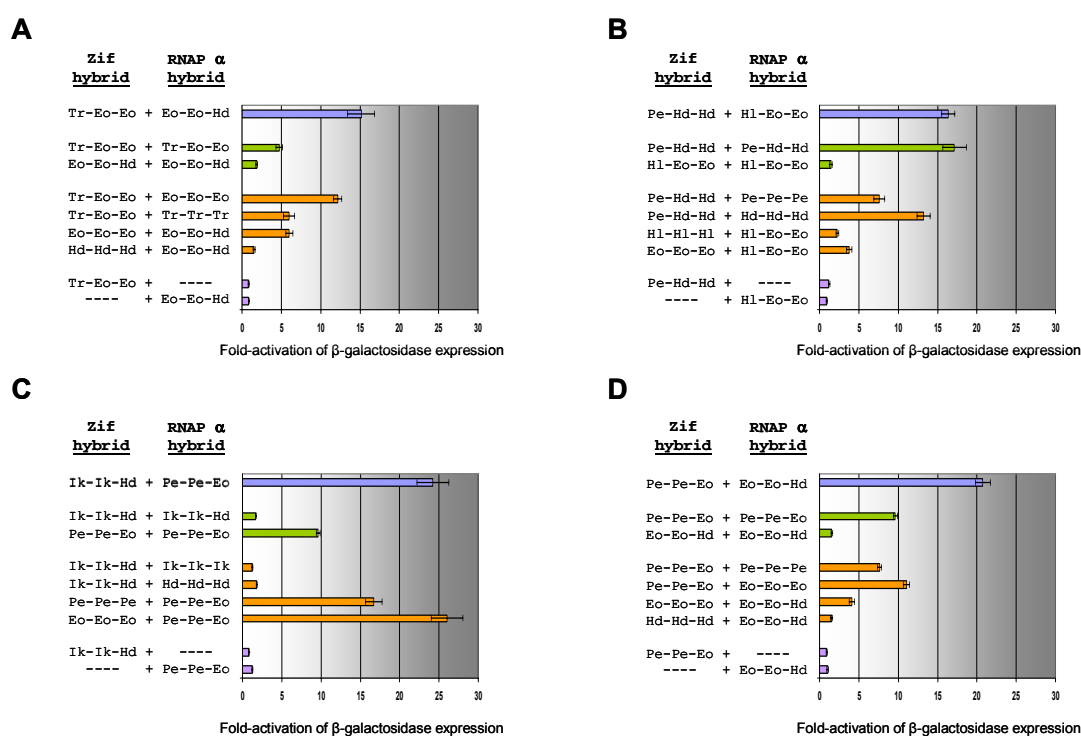 A
Zif hybrid RNAP α hybrid
Tr-Eo-Eo + Eo-Eo-Hd
Tr-Eo-Eo + Tr-Eo-Eo
Eo-Eo-Hd + Eo-Eo-Hd
Tr-Eo-Eo + Eo-Eo-Eo
Tr-Eo-Eo + Tr-Tr-Tr
Eo-Eo-Eo + Eo-Eo-Hd
Hd-Hd-Hd + Eo-Eo-Hd
Tr-Eo-Eo + ----
---- + Eo-Eo-Hd
0 5 10 15 20 25 30
Fold-activation of β-galactosidase expression
B
Zif hybrid RNAP α hybrid
Pe-Hd-Hd + Hl-Eo-Eo
Pe-Hd-Hd + Pe-Hd-Hd
Hl-Eo-Eo + Hl-Eo-Eo
Pe-Hd-Hd + Pe-Pe-Pe
Pe-Hd-Hd + Hd-Hd-Hd
Hl-Hl-Hl + Hl-Eo-Eo
Eo-Eo-Eo + Hl-Eo-Eo
Pe-Hd-Hd + ----
---- + Hl-Eo-Eo
0 5 10 15 20 25 30
Fold-activation of β-galactosidase expression
C
Zif hybrid RNAP α hybrid
Ik-Ik-Hd + Pe-Pe-Eo
Ik-Ik-Hd + Ik-Ik-Hd
Pe-Pe-Eo + Pe-Pe-Eo
Ik-Ik-Hd + Ik-Ik-Ik
Ik-Ik-Hd + Hd-Hd-Hd
Pe-Pe-Pe + Pe-Pe-Eo
Eo-Eo-Eo + Pe-Pe-Eo
Ik-Ik-Hd + ----
---- + Pe-Pe-Eo
0 5 10 15 20 25 30
Fold-activation of β-galactosidase expression
D
Zif hybrid RNAP α hybrid
Pe-Pe-Eo + Eo-Eo-Hd
Pe-Pe-Eo + Pe-Pe-Eo
Eo-Eo-Hd + Eo-Eo-Hd
Pe-Pe-Eo + Pe-Pe-Pe
Pe-Pe-Eo + Eo-Eo-Eo
Eo-Eo-Eo + Eo-Eo-Hd
Hd-Hd-Hd + Eo-Eo-Hd
Pe-Pe-Eo + ----
---- + Eo-Eo-Hd
0 5 10 15 20 25 30
Fold-activation of β-galactosidase expression